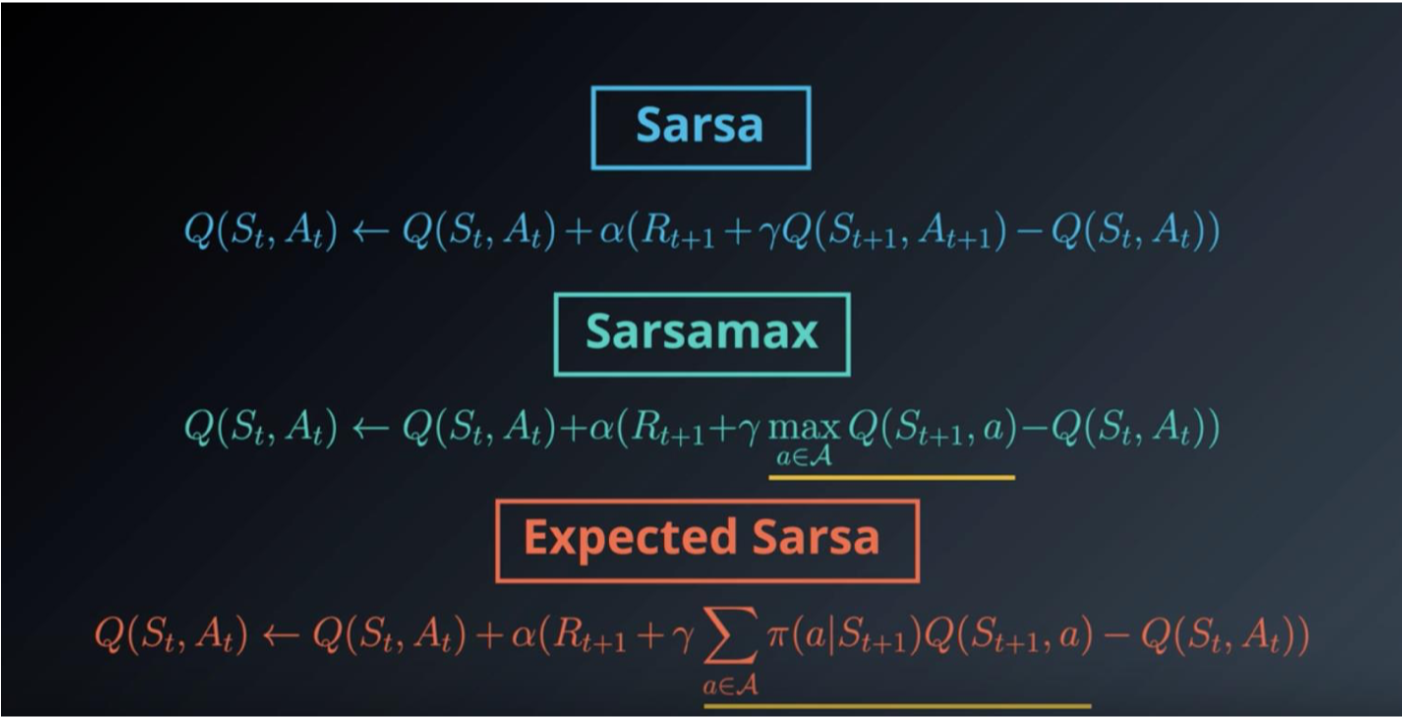 Sarsa
Q(S_t, A_t) ← Q(S_t, A_t) + α(R_{t+1} + γQ(S_{t+1}, A_{t+1}) − Q(S_t, A_t))
Sarsamax
Q(S_t, A_t) ← Q(S_t, A_t) + α(R_{t+1} + γ max_{a∈𝒜} Q(S_{t+1}, a) − Q(S_t, A_t))
Expected Sarsa
Q(S_t, A_t) ← Q(S_t, A_t) + α(R_{t+1} + γ ∑_{a∈𝒜} π(a|S_{t+1})Q(S_{t+1}, a) − Q(S_t, A_t))